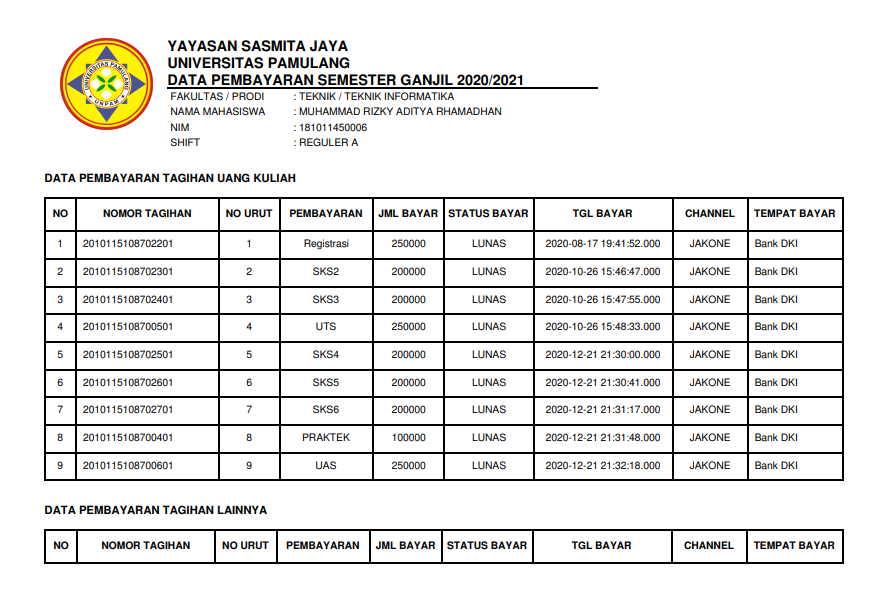 UNIVERSITAS PAMULANG
UNPAM
YAYASAN SASMITA JAYA
UNIVERSITAS PAMULANG
DATA PEMBAYARAN SEMESTER GANJIL 2020/2021
FAKULTAS / PRODI : TEKNIK / TEKNIK INFORMATIKA
NAMA MAHASISWA : MUHAMMAD RIZKY ADITYA RHAMADHAN
NIM : 181011450006
SHIFT : REGULER A
DATA PEMBAYARAN TAGIHAN UANG KULIAH
NO NOMOR TAGIHAN NO URUT PEMBAYARAN JML BAYAR STATUS BAYAR TGL BAYAR CHANNEL TEMPAT BAYAR
1 2010115108702201 1 Registrasi 250000 LUNAS 2020-08-17 19:41:52.000 JAKONE Bank DKI
2 2010115108702301 2 SKS2 200000 LUNAS 2020-10-26 15:46:47.000 JAKONE Bank DKI
3 2010115108702401 3 SKS3 200000 LUNAS 2020-10-26 15:47:55.000 JAKONE Bank DKI
4 2010115108700501 4 UTS 250000 LUNAS 2020-10-26 15:48:33.000 JAKONE Bank DKI
5 2010115108702501 5 SKS4 200000 LUNAS 2020-12-21 21:30:00.000 JAKONE Bank DKI
6 2010115108702601 6 SKS5 200000 LUNAS 2020-12-21 21:30:41.000 JAKONE Bank DKI
7 2010115108702701 7 SKS6 200000 LUNAS 2020-12-21 21:31:17.000 JAKONE Bank DKI
8 2010115108700401 8 PRAKTEK 100000 LUNAS 2020-12-21 21:31:48.000 JAKONE Bank DKI
9 2010115108700601 9 UAS 250000 LUNAS 2020-12-21 21:32:18.000 JAKONE Bank DKI
DATA PEMBAYARAN TAGIHAN LAINNYA
NO NOMOR TAGIHAN NO URUT PEMBAYARAN JML BAYAR STATUS BAYAR TGL BAYAR CHANNEL TEMPAT BAYAR